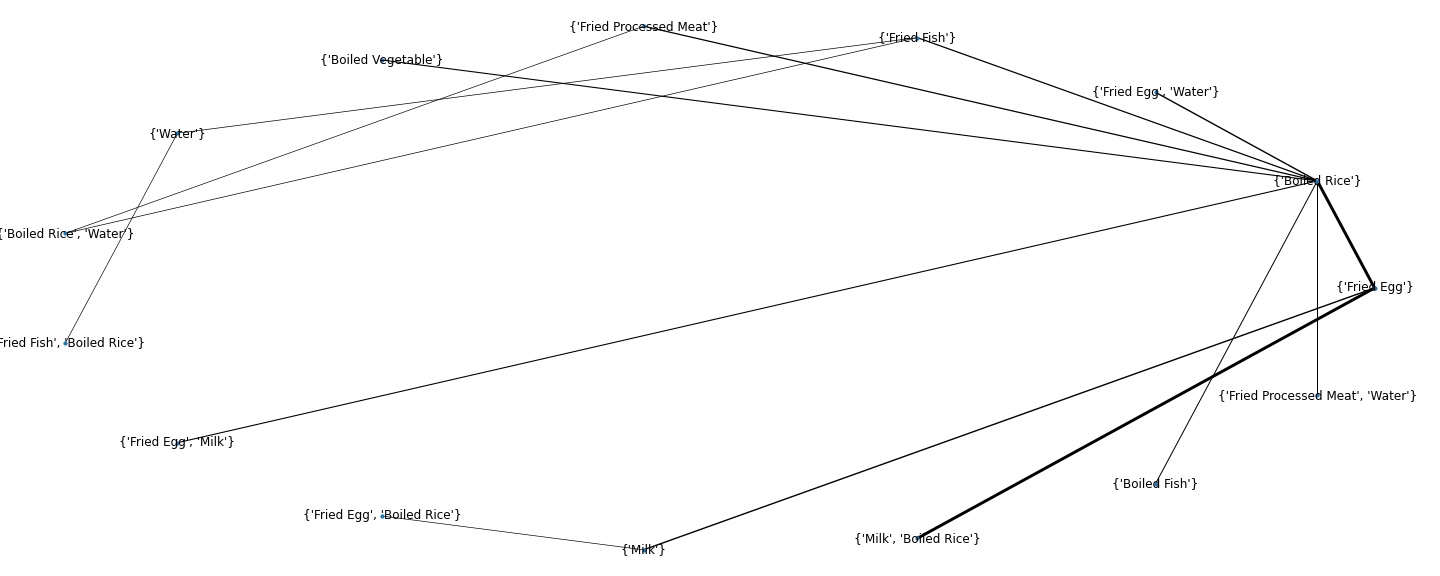 {'Fried Processed Meat'}
{'Fried Fish'}
{'Boiled Vegetable'}
{'Fried Egg', 'Water'}
{'Water'}
{'Boiled Rice'}
{'Boiled Rice', 'Water'}
{'Fried Egg'}
Fried Fish', 'Boiled Rice'}
{'Fried Processed Meat', 'Water'}
{'Fried Egg', 'Milk'}
{'Boiled Fish'}
{'Fried Egg', 'Boiled Rice'}
{'Milk', 'Boiled Rice'}
{'Milk'}